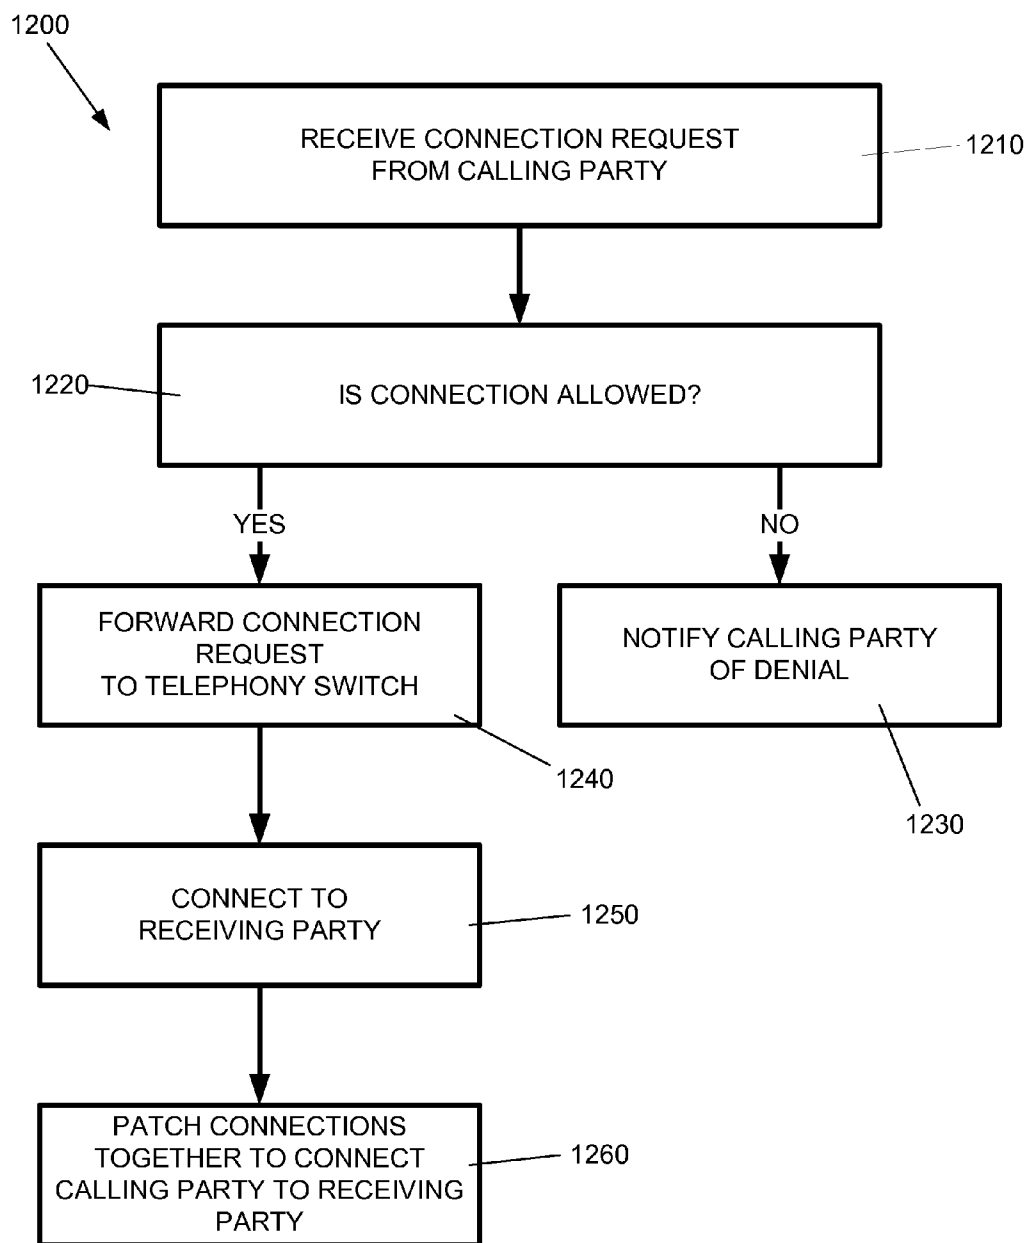 1200
RECEIVE CONNECTION REQUEST
FROM CALLING PARTY
1210
IS CONNECTION ALLOWED?
1220
YES
NO
FORWARD CONNECTION
REQUEST
TO TELEPHONY SWITCH
1240
NOTIFY CALLING PARTY
OF DENIAL
1230
CONNECT TO
RECEIVING PARTY
1250
PATCH CONNECTIONS
TOGETHER TO CONNECT
CALLING PARTY TO RECEIVING
PARTY
1260